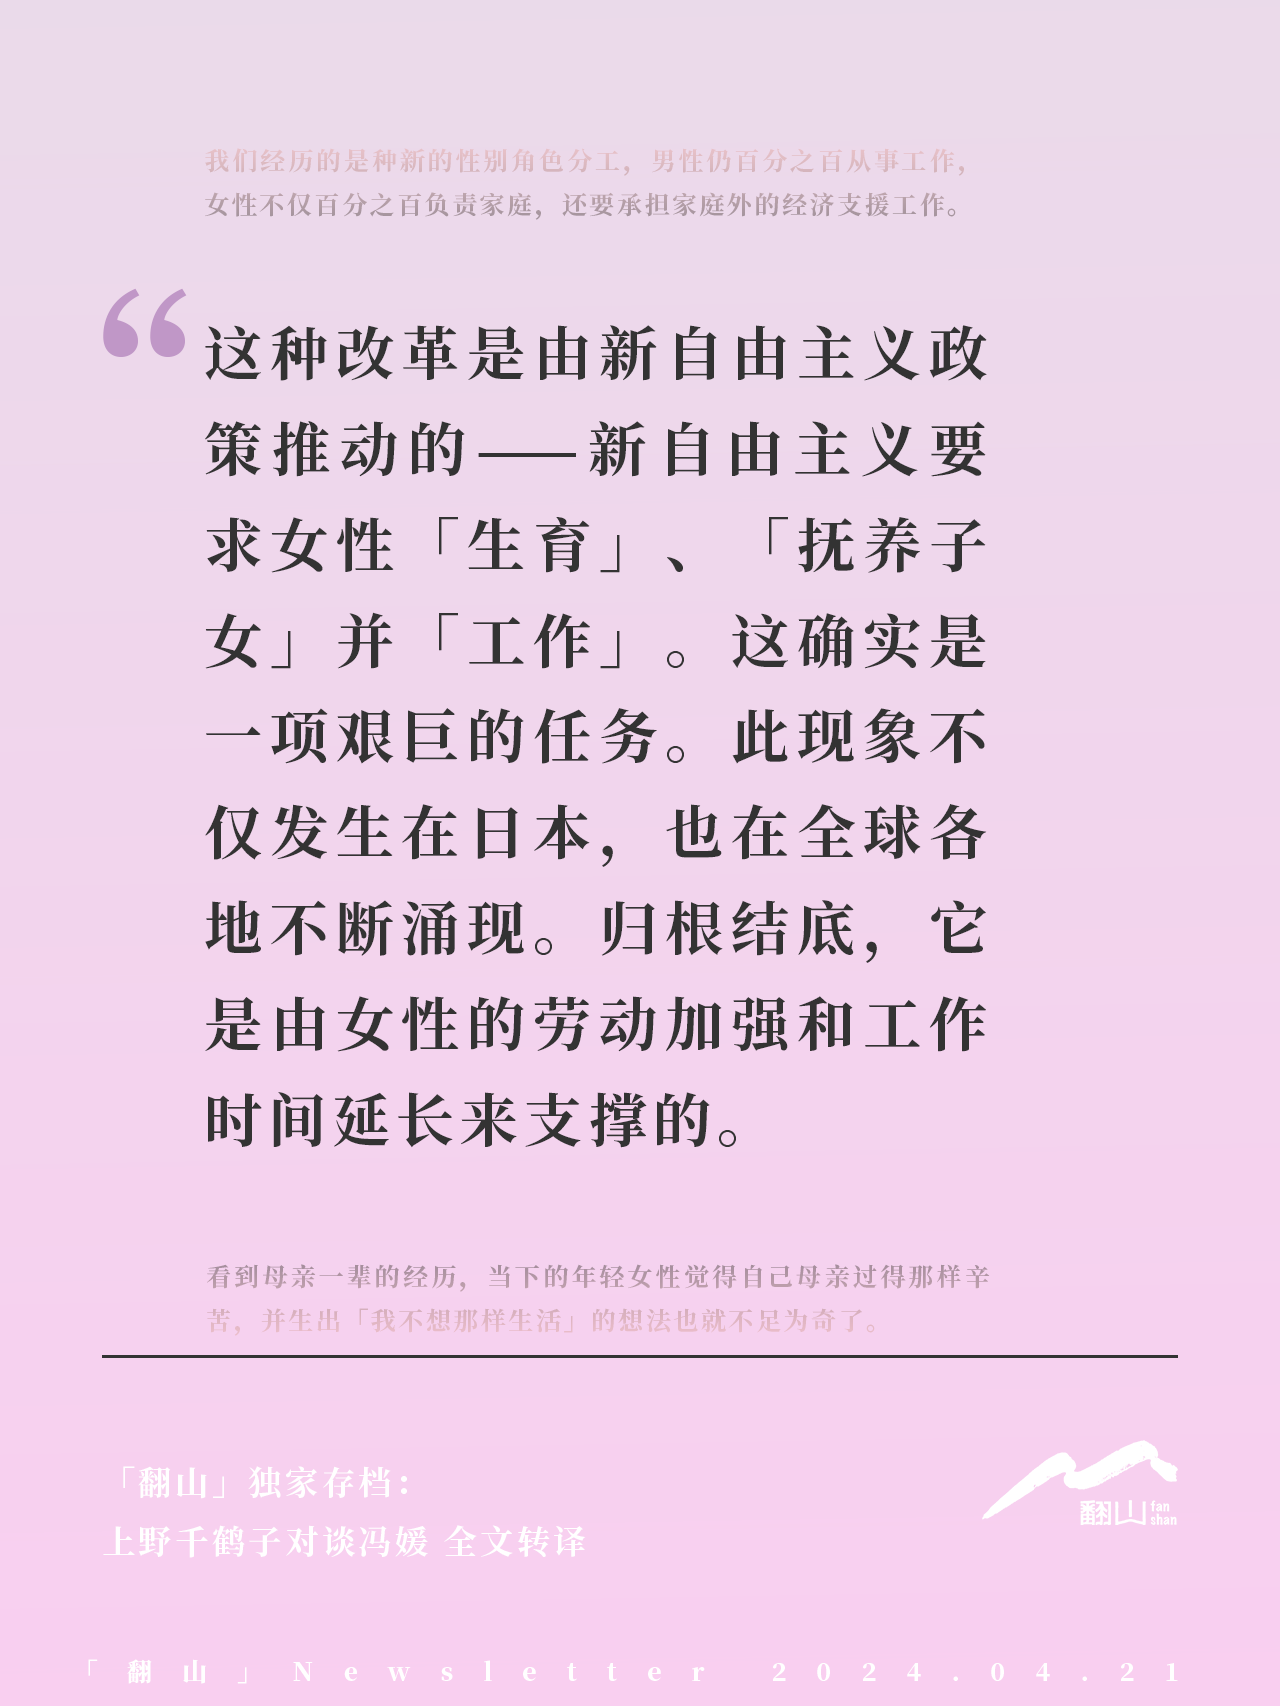 我们经历的是种新的性别角色分工，男性仍百分之百从事工作，
女性不仅百分之百负责家庭，还要承担家庭外的经济支援工作。
“
这种改革是由新自由主义政
策推动的——新自由主义要
求女性「生育」、「抚养子
女」并「工作」。这确实是
一项艰巨的任务。此现象不
仅发生在日本，也在全球各
地不断涌现。归根结底，它
是由女性的劳动加强和工作
时间延长来支撑的。
看到母亲一辈的经历，当下的年轻女性觉得自己母亲过得那样辛
苦，并生出「我不想那样生活」的想法也就不足为奇了。
「翻山」独家存档：
上野千鹤子对谈冯媛 全文转译
翻山 fan shan
「翻山」Newsletter 2024.04.21